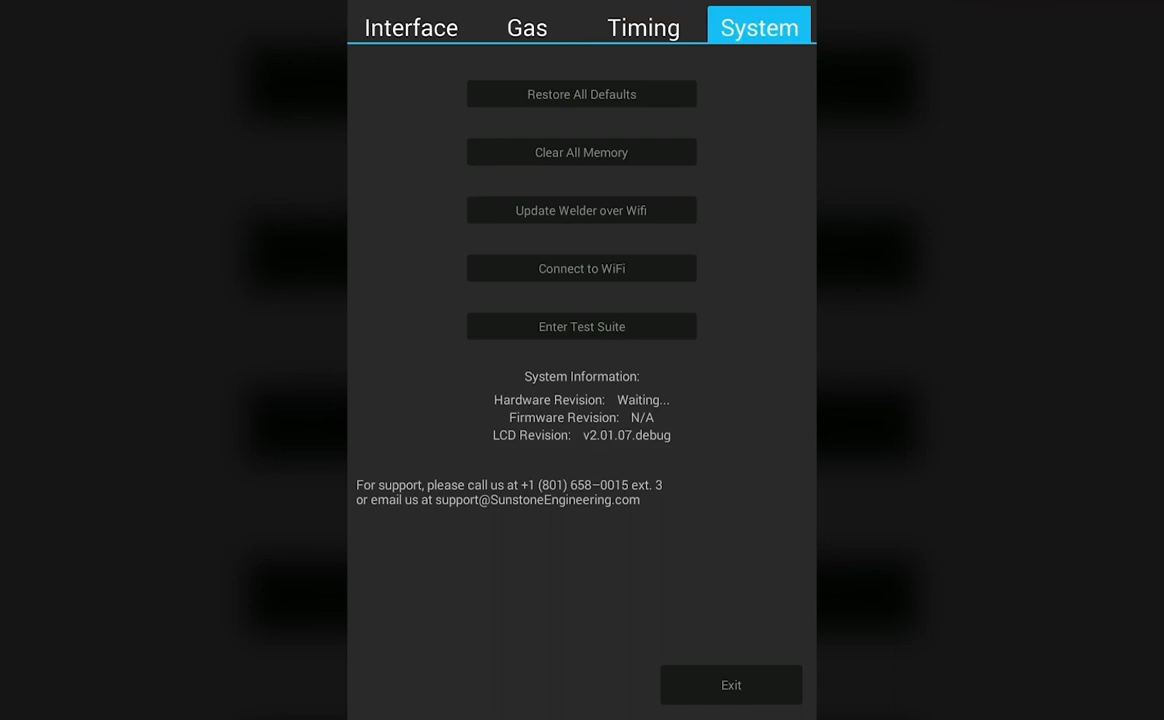 Interface Gas Timing System
Restore All Defaults
Clear All Memory
Update Welder over Wifi
Connect to WiFi
Enter Test Suite
System Information:
Hardware Revision: Waiting...
Firmware Revision: N/A
LCD Revision: v2.01.07.debug
For support, please call us at +1 (801) 658–0015 ext. 3
or email us at support@SunstoneEngineering.com
Exit